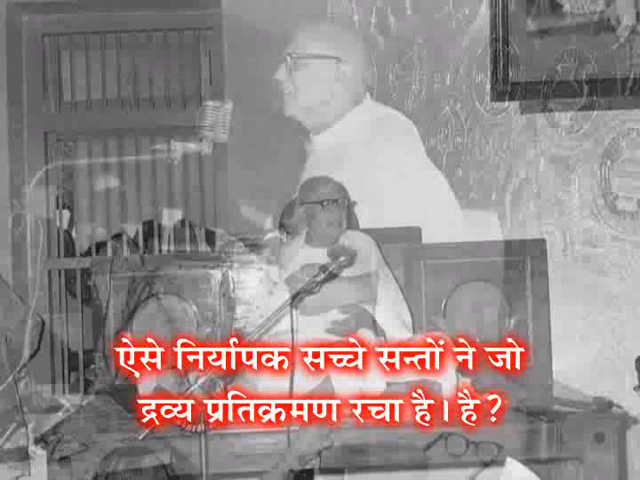 ऐसे निर्यापक सच्चे सन्तों ने जो
द्रव्य प्रतिक्रमण रचा है। है?